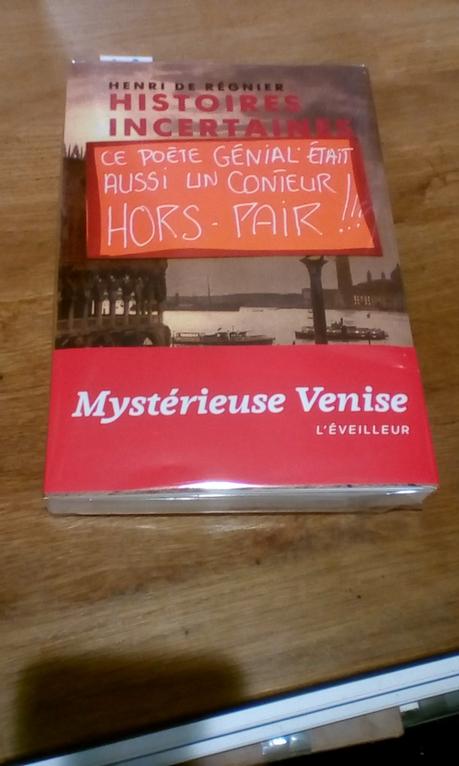 HENRI DE RÉGNIER
HISTOIRES
INCERTAINES
CE POÈTE GÉNIAL ÉTAIT
AUSSI UN CONTEUR
HORS-PAIR !!!
Mystérieuse Venise
L'ÉVEILLEUR